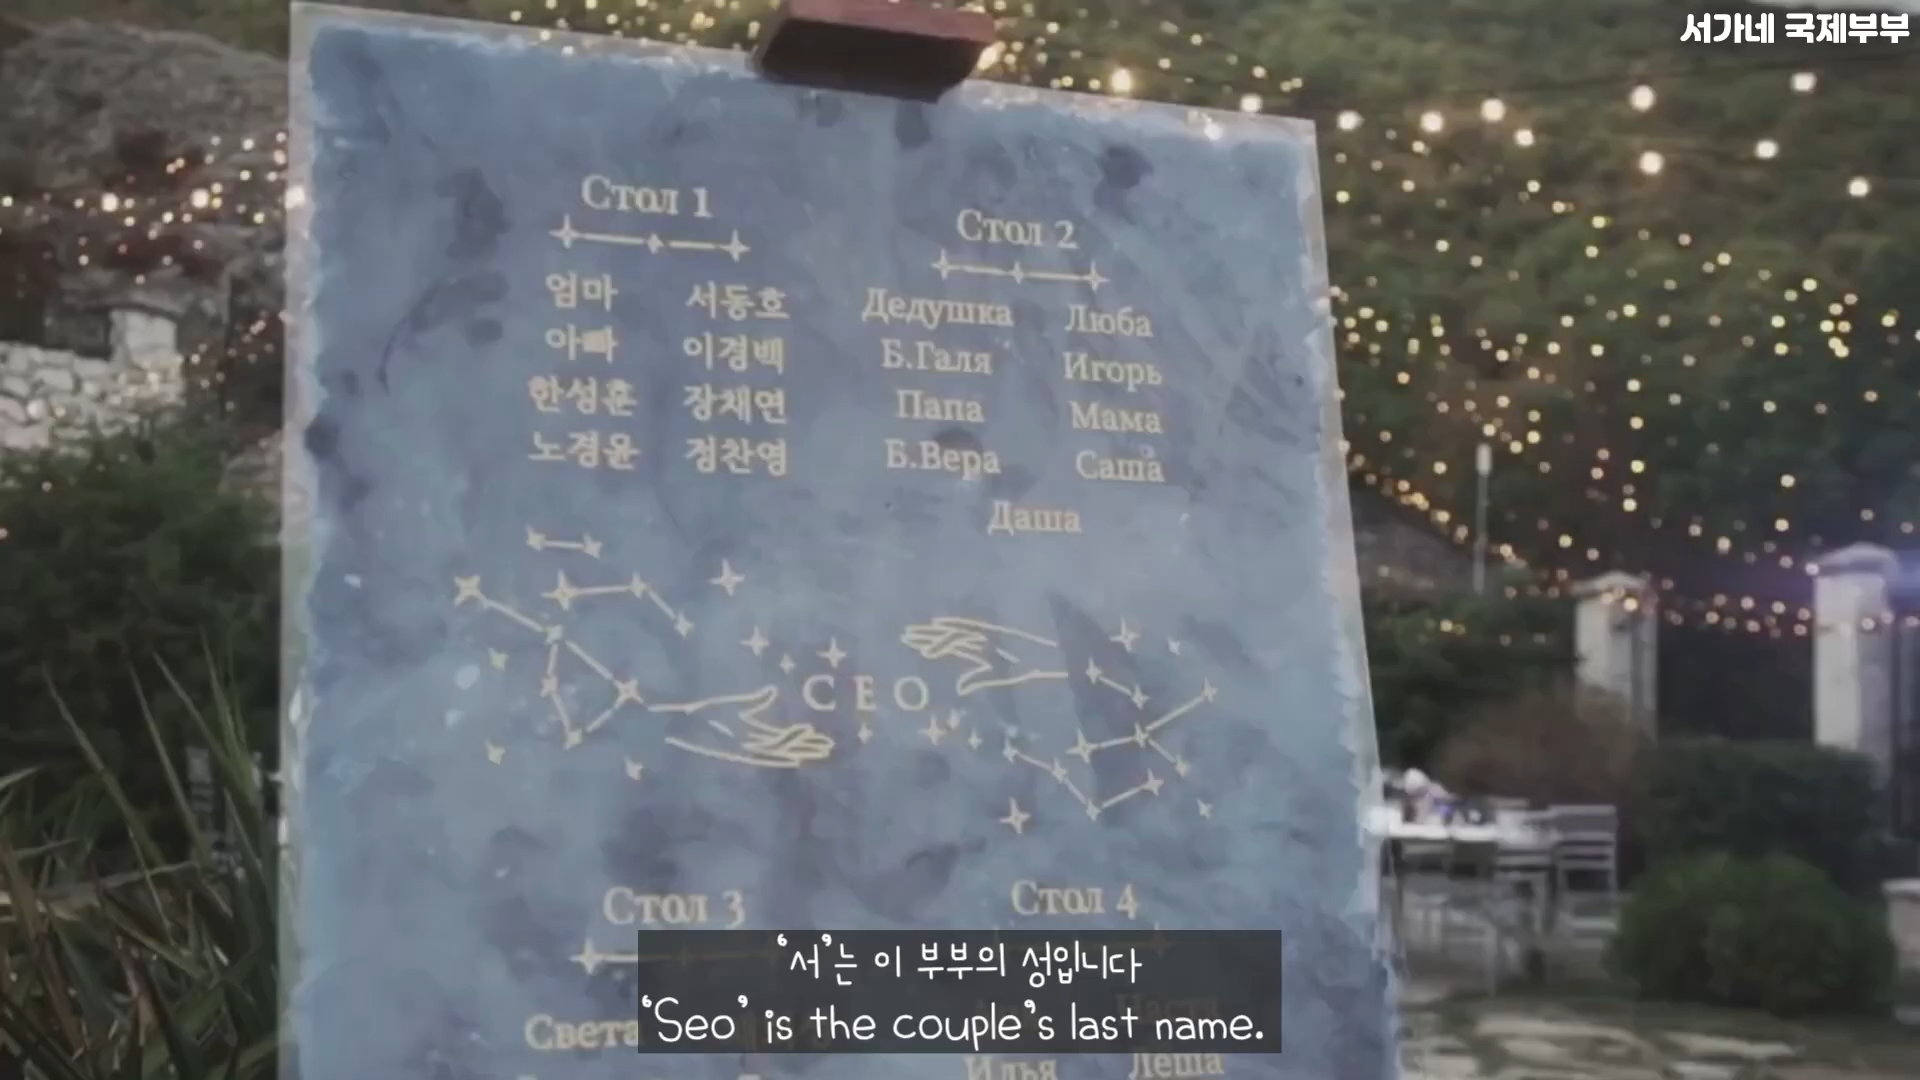 서가네 국제부부
Стол 1
엄마 서동호
아빠 이경백
한성훈 장채연
노경윤 정찬영
Стол 2
Дедушка Люба
Б.Галя Игорь
Папа Мама
Б.Вера Саша
Даша
СЕО
Стол 3
Света
Стол 4
Илья Леша
‘서’는 이 부부의 성입니다
‘Seo’ is the couple’s last name.